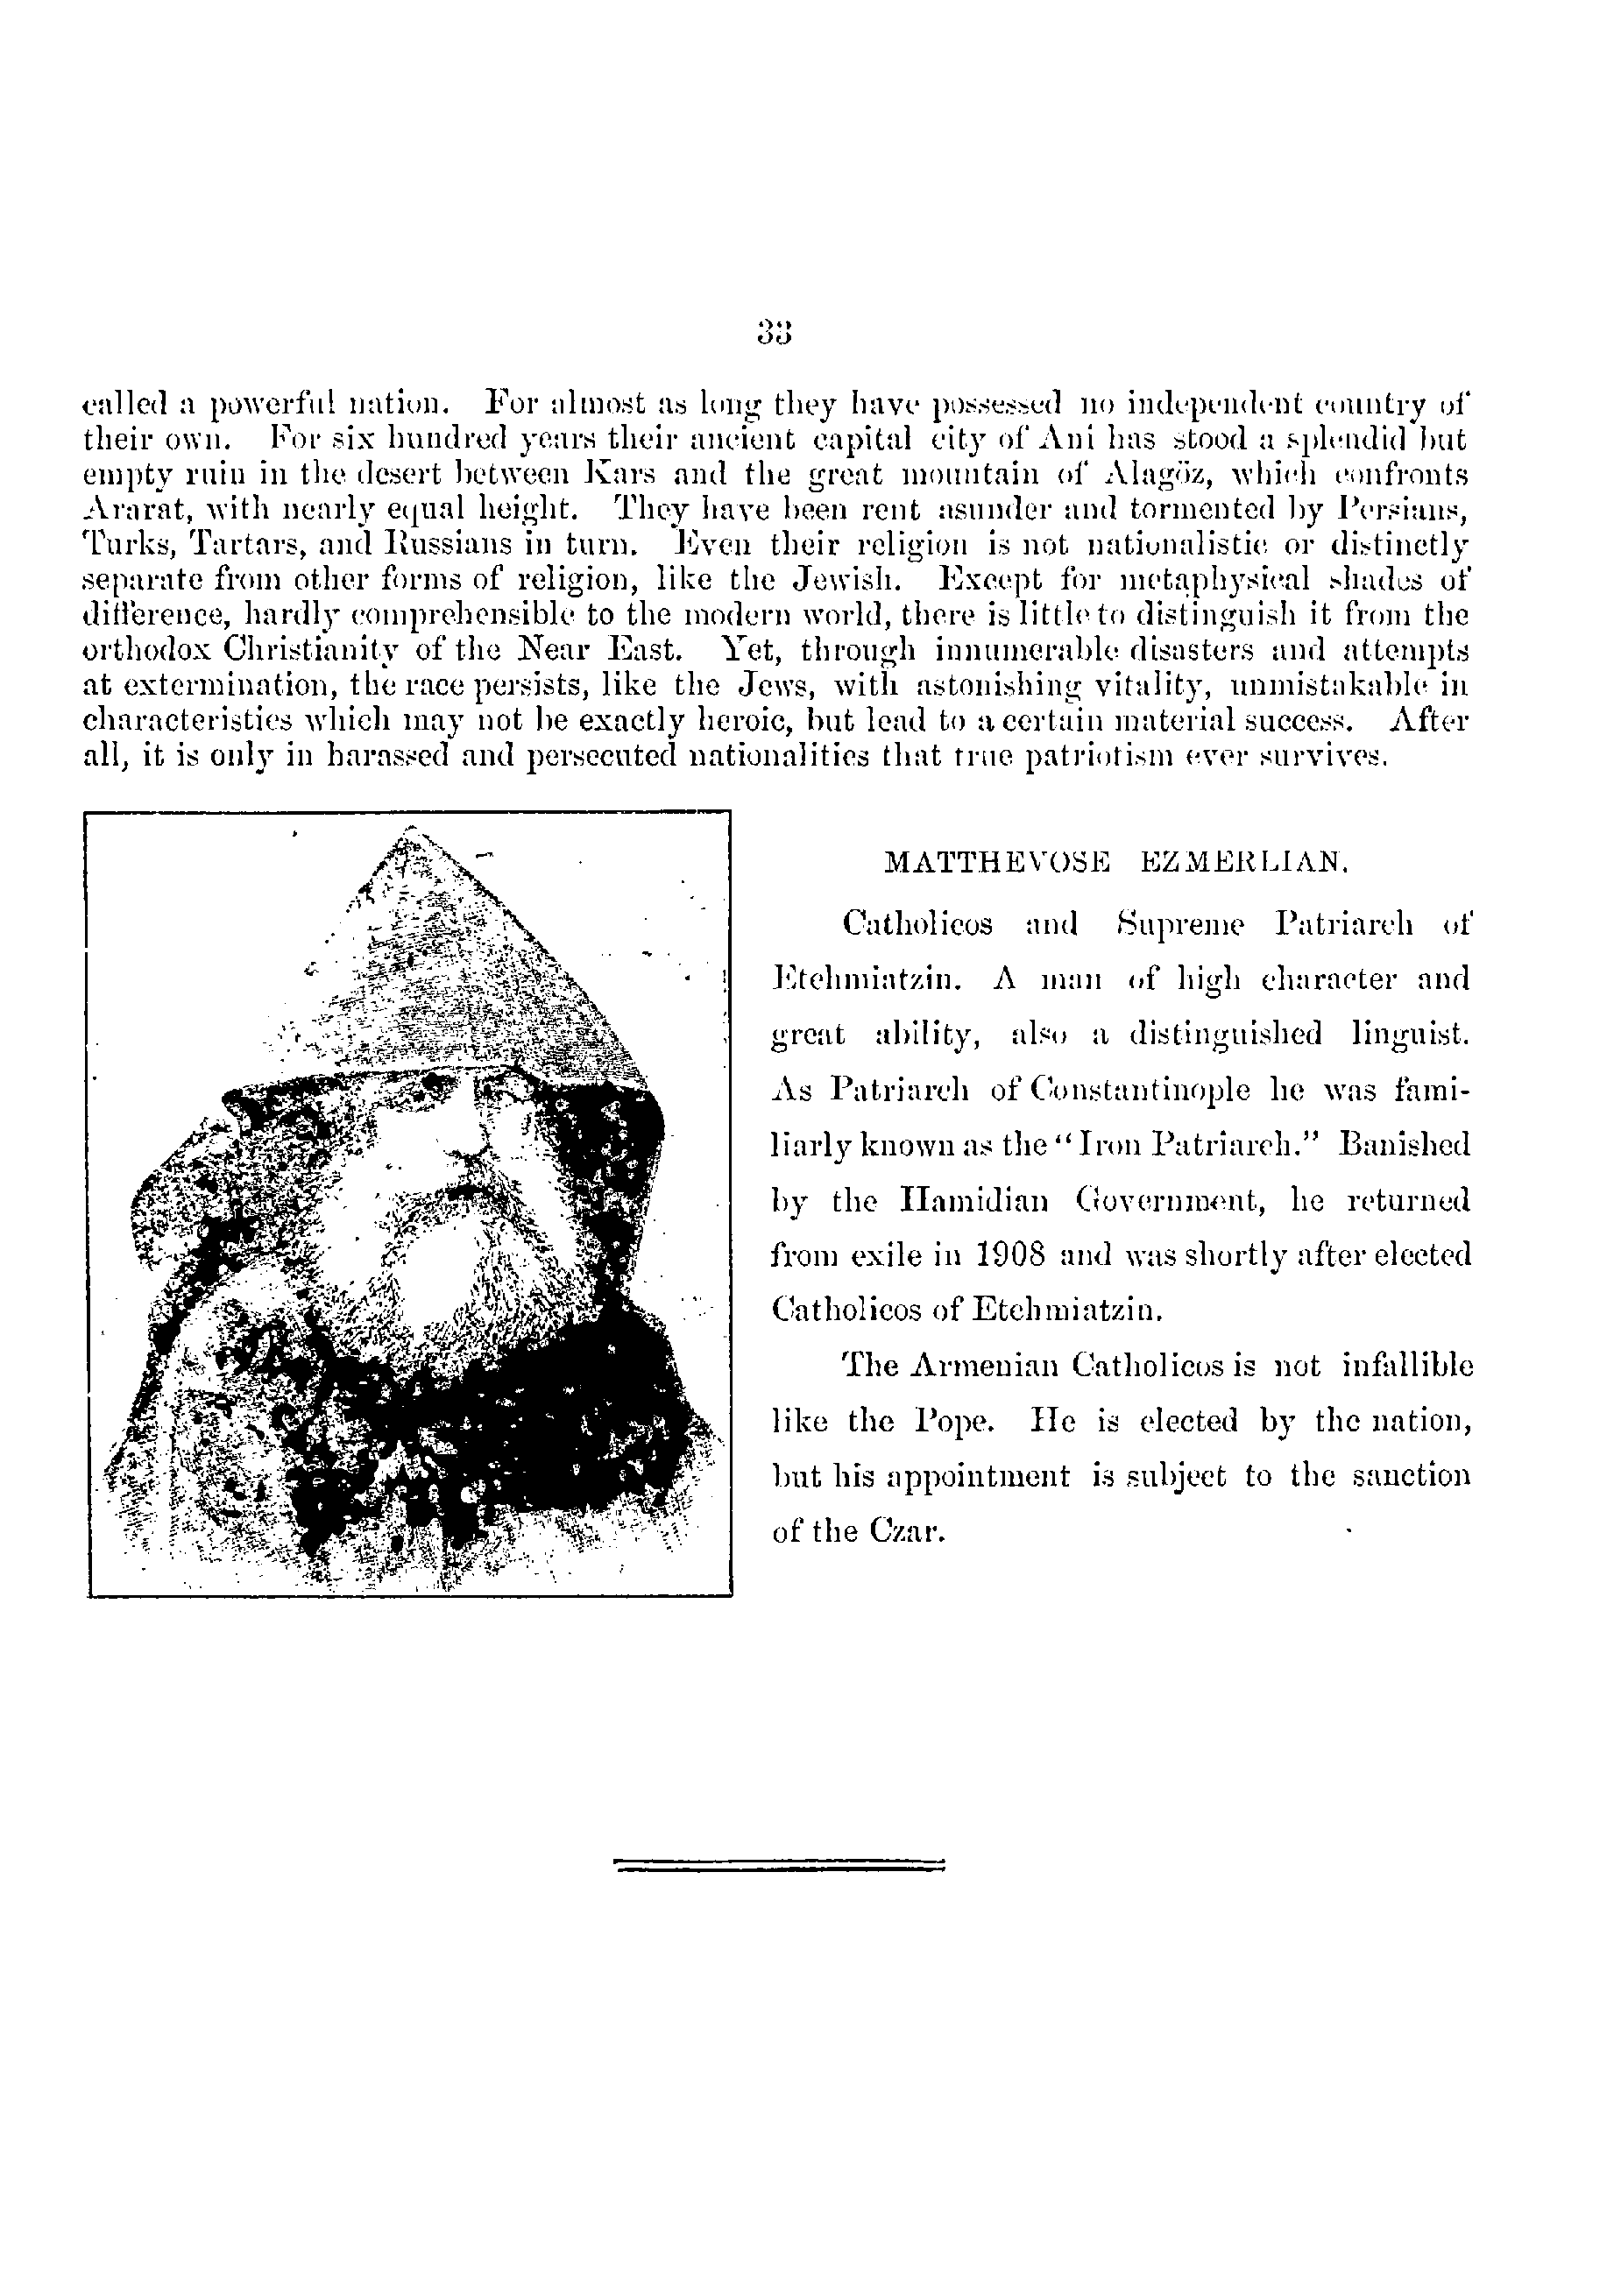 33
called a powerful nation. For almost as long they have possessed no independent country of
their own. For six hundred years their ancient capital city of Ani has stood a splendid but
empty ruin in the desert between Kars and the great mountain of Alagöz, which confronts
Ararat, with nearly equal height. They have been rent asunder and tormented by Persians,
Turks, Tartars, and Russians in turn. Even their religion is not nationalistic or distinctly
separate from other forms of religion, like the Jewish. Except for metaphysical shades of
difference, hardly comprehensible to the modern world, there is little to distinguish it from the
orthodox Christianity of the Near East. Yet, through innumerable disasters and attempts
at extermination, the race persists, like the Jews, with astonishing vitality, unmistakable in
characteristics which may not be exactly heroic, but lead to a certain material success. After
all, it is only in harassed and persecuted nationalities that true patriotism ever survives.
MATTHEVOSE EZMERLIAN.
Catholicos and Supreme Patriarch of
Etchmiatzin. A man of high character and
great ability, also a distinguished linguist.
As Patriarch of Constantinople he was fami-
liarly known as the "Iron Patriarch." Banished
by the Hamidian Government, he returned
from exile in 1908 and was shortly after elected
Catholicos of Etchmiatzin.
The Armenian Catholicos is not infallible
like the Pope. He is elected by the nation,
but his appointment is subject to the sanction
of the Czar.